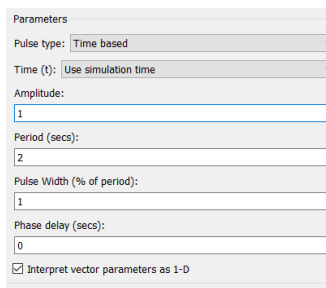 Parameters
Pulse type: Time based
Time (t): Use simulation time
Amplitude:
1
Period (secs):
2
Pulse Width (% of period):
1
Phase delay (secs):
0
Interpret vector parameters as 1-D